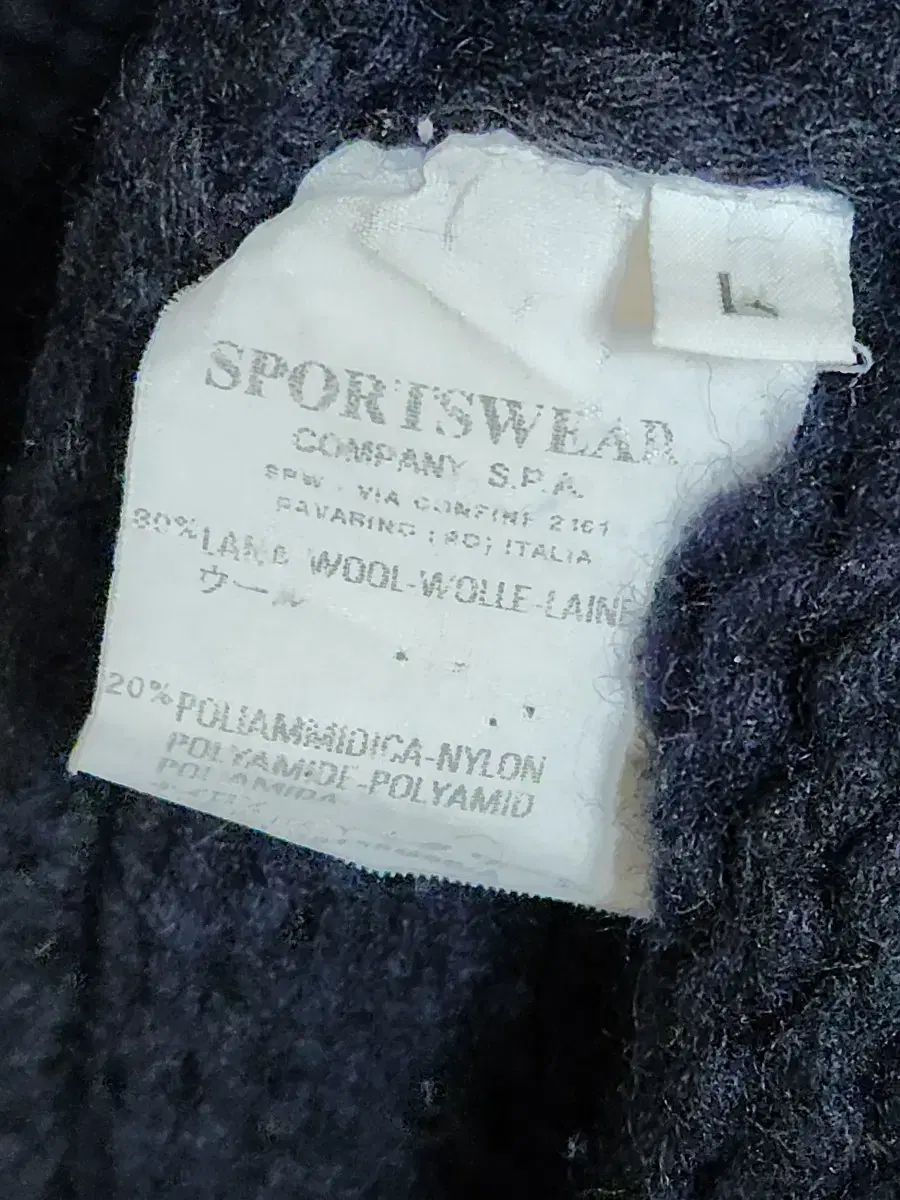 L
SPORTSWEAR
COMPANY S.P.A.
SPW - VIA CONFINE 2161
RAVARINO (MO) ITALIA
80% LANA WOOL-WOLLE-LAINE
ウール
20% POLIAMMIDICA-NYLON
POLYAMIDE-POLYAMID
POLIAMIDA